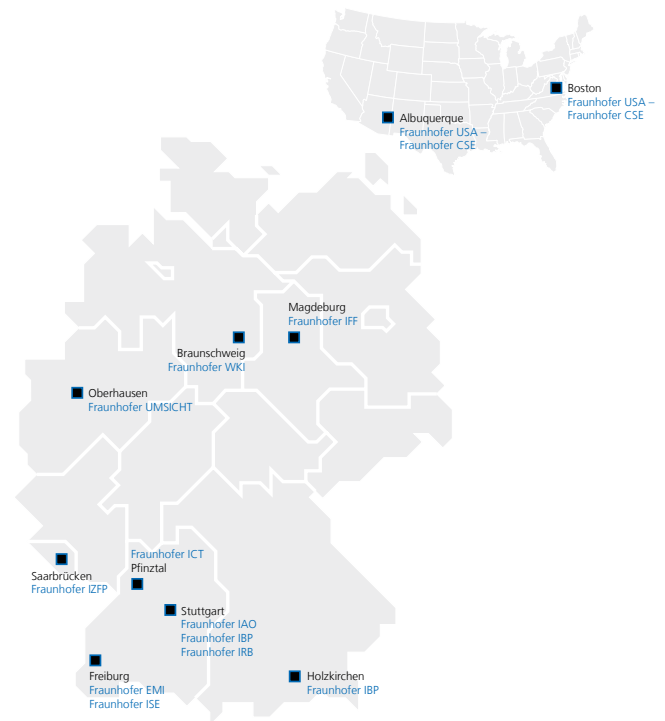 Boston
Fraunhofer USA –
Fraunhofer CSE
Albuquerque
Fraunhofer USA –
Fraunhofer CSE
Magdeburg
Fraunhofer IFF
Braunschweig
Fraunhofer WKI
Oberhausen
Fraunhofer UMSICHT
Fraunhofer ICT
Pfinztal
Saarbrücken
Fraunhofer IZFP
Stuttgart
Fraunhofer IAO
Fraunhofer IBP
Fraunhofer IRB
Freiburg
Fraunhofer EMI
Fraunhofer ISE
Holzkirchen
Fraunhofer IBP